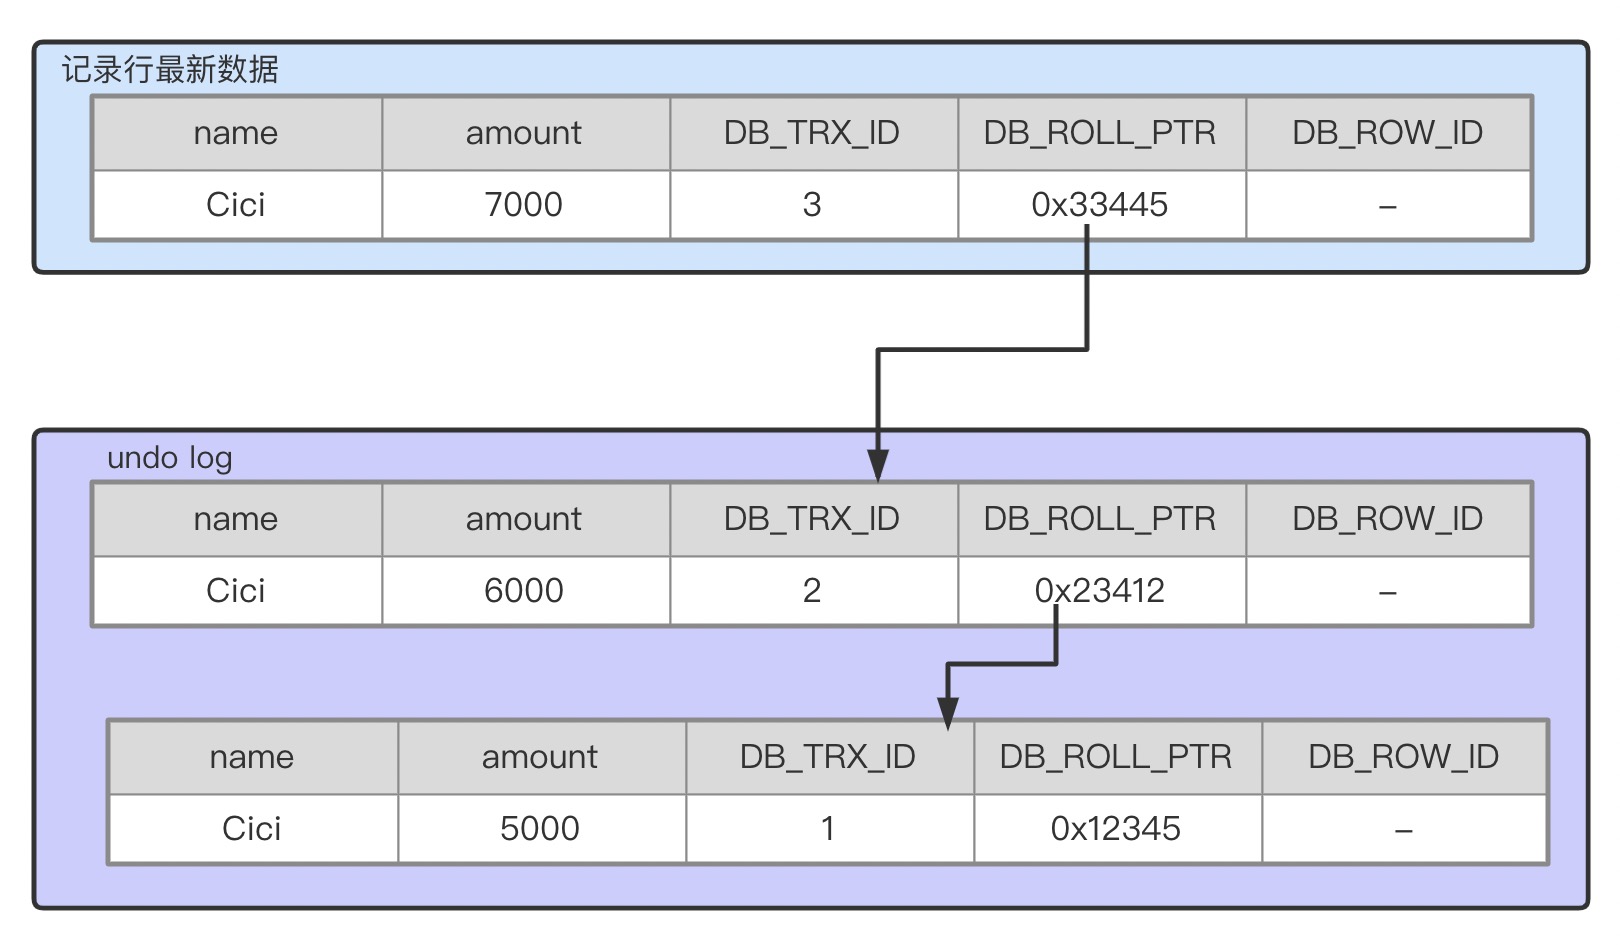 记录行最新数据
name amount DB_TRX_ID DB_ROLL_PTR DB_ROW_ID
Cici 7000 3 0x33445 –
undo log
name amount DB_TRX_ID DB_ROLL_PTR DB_ROW_ID
Cici 6000 2 0x23412 –
name amount DB_TRX_ID DB_ROLL_PTR DB_ROW_ID
Cici 5000 1 0x12345 –